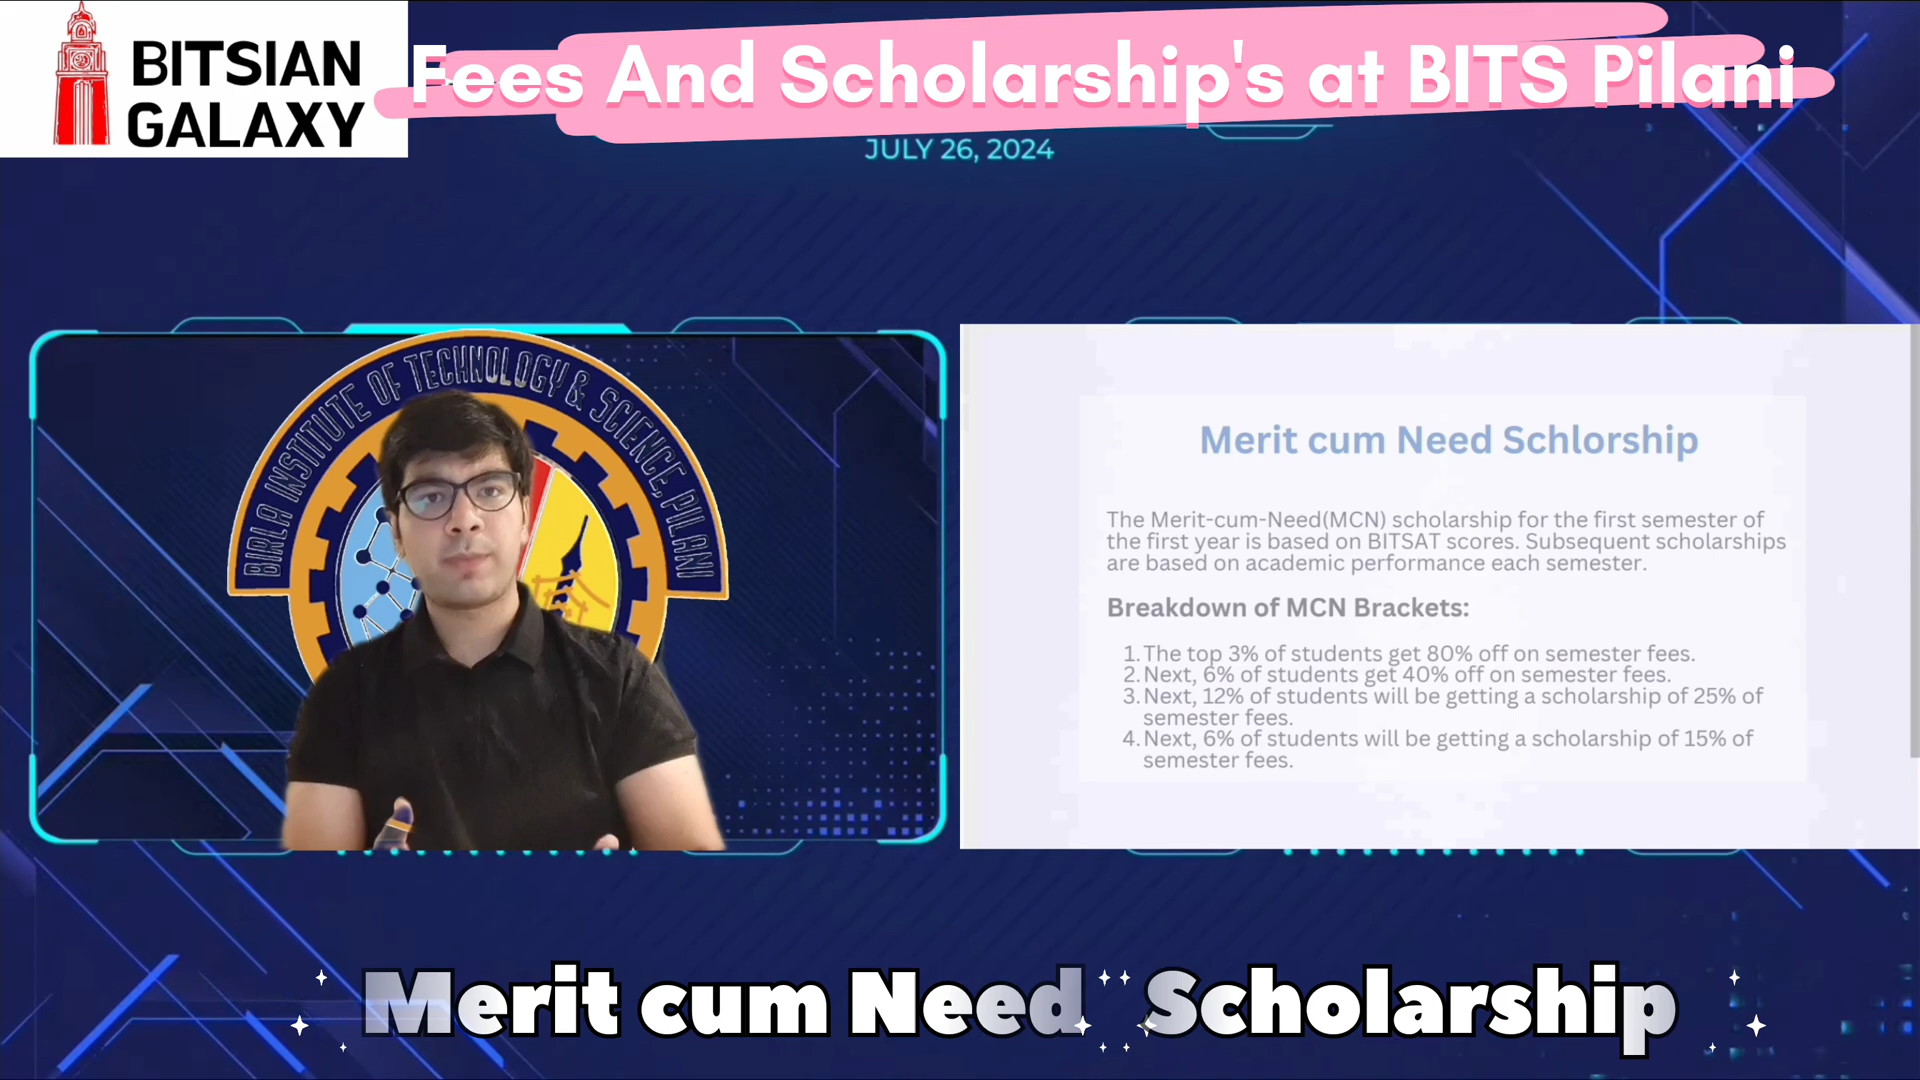 BITSIAN
GALAXY
Fees And Scholarship's at BITS Pilani
JULY 26, 2024
BIRLA INSTITUTE OF TECHNOLOGY & SCIENCE, PILANI
Merit cum Need Schlorship
The Merit-cum-Need(MCN) scholarship for the first semester of
the first year is based on BITSAT scores. Subsequent scholarships
are based on academic performance each semester.
Breakdown of MCN Brackets:
1. The top 3% of students get 80% off on semester fees.
2. Next, 6% of students get 40% off on semester fees.
3. Next, 12% of students will be getting a scholarship of 25% of
semester fees.
4. Next, 6% of students will be getting a scholarship of 15% of
semester fees.
Merit cum Need Scholarship